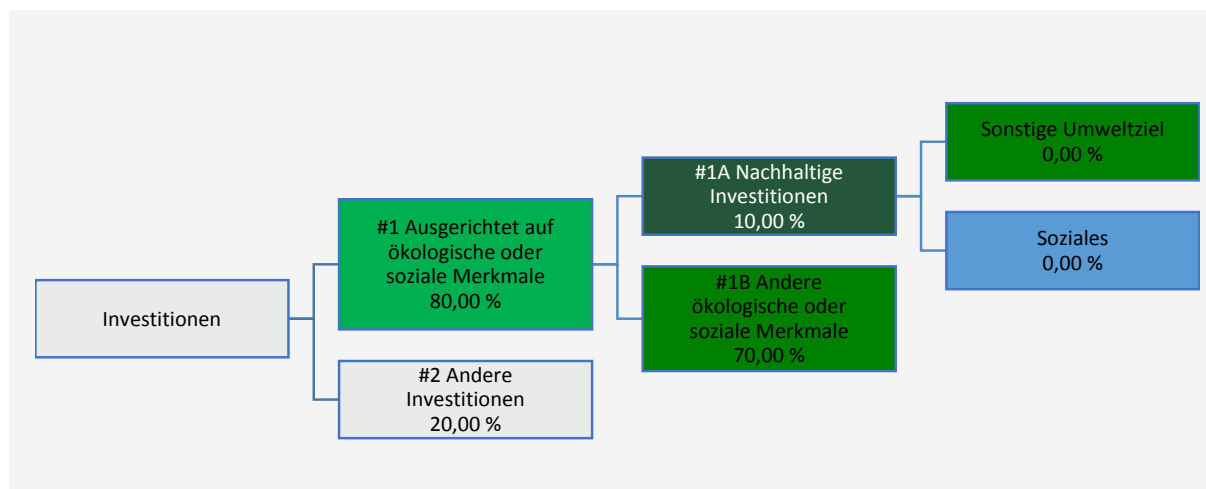 Investitionen
#1 Ausgerichtet auf
ökologische oder
soziale Merkmale
80,00 %
#2 Andere
Investitionen
20,00 %
#1A Nachhaltige
Investitionen
10,00 %
#1B Andere
ökologische oder
soziale Merkmale
70,00 %
Sonstige Umweltziel
0,00 %
Soziales
0,00 %